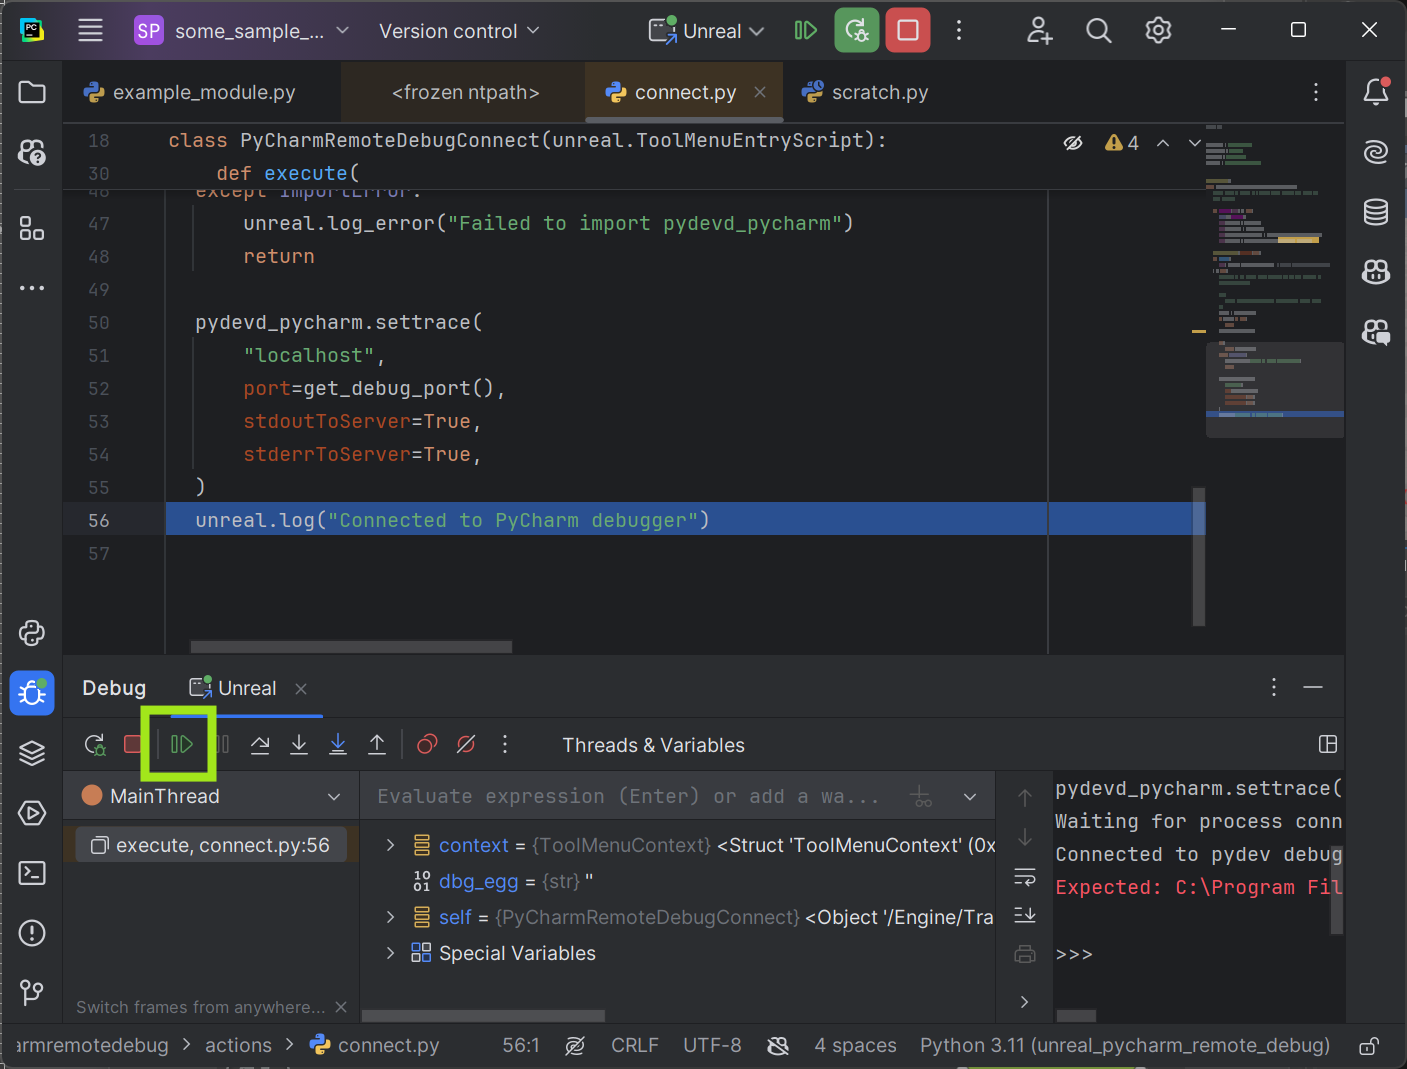 PC
SP some_sample_...
Version control
Unreal
example_module.py
<frozen ntpath>
connect.py
scratch.py
18 class PyCharmRemoteDebugConnect(unreal.ToolMenuEntryScript):
4
30 def execute(
46 except ImportError:
47 unreal.log_error("Failed to import pydevd_pycharm")
48 return
49
50 pydevd_pycharm.settrace(
51 "localhost",
52 port=get_debug_port(),
53 stdoutToServer=True,
54 stderrToServer=True,
55 )
56 unreal.log("Connected to PyCharm debugger")
57
Debug
Unreal
Threads & Variables
MainThread
execute, connect.py:56
Switch frames from anywhere...
Evaluate expression (Enter) or add a wa...
context = {ToolMenuContext} <Struct 'ToolMenuContext' (0x
dbg_egg = {str} ''
self = {PyCharmRemoteDebugConnect} <Object '/Engine/Tra
Special Variables
pydevd_pycharm.settrace(
Waiting for process conn
Connected to pydev debug
Expected: C:\Program Fil
>>>
armremotedebug > actions > connect.py
56:1
CRLF
UTF-8
4 spaces
Python 3.11 (unreal_pycharm_remote_debug)